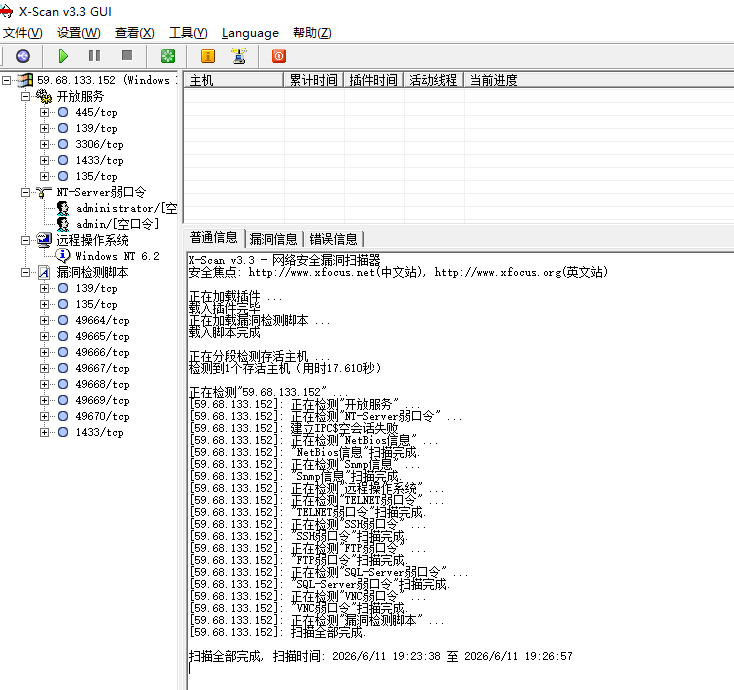 X-Scan v3.3 GUI
文件(V) 设置(W) 查看(X) 工具(Y) Language 帮助(Z)
59.68.133.152 (Windows
开放服务
445/tcp
139/tcp
3306/tcp
1433/tcp
135/tcp
NT-Server弱口令
administrator/[空
admin/[空口令]
远程操作系统
Windows NT 6.2
漏洞检测脚本
139/tcp
135/tcp
49664/tcp
49665/tcp
49666/tcp
49667/tcp
49668/tcp
49669/tcp
49670/tcp
1433/tcp
主机 累计时间 插件时间 活动线程 当前进度
普通信息 漏洞信息 错误信息
X-Scan v3.3 - 网络安全漏洞扫描器
安全焦点: http://www.xfocus.net(中文站), http://www.xfocus.org(英文站)
正在加载插件 ...
载入插件完毕
正在加载漏洞检测脚本 ...
载入脚本完成
正在分段检测存活主机 ...
检测到1个存活主机 (用时17.610秒)
正在检测"59.68.133.152" ...
[59.68.133.152]: 正在检测"开放服务" ...
[59.68.133.152]: 正在检测"NT-Server弱口令" ...
[59.68.133.152]: 建立IPC$空会话失败
[59.68.133.152]: 正在检测"NetBios信息" ...
[59.68.133.152]: "NetBios信息"扫描完成.
[59.68.133.152]: 正在检测"Snmp信息" ...
[59.68.133.152]: "Snmp信息"扫描完成.
[59.68.133.152]: 正在检测"远程操作系统" ...
[59.68.133.152]: 正在检测"TELNET弱口令" ...
[59.68.133.152]: "TELNET弱口令"扫描完成.
[59.68.133.152]: 正在检测"SSH弱口令" ...
[59.68.133.152]: "SSH弱口令"扫描完成.
[59.68.133.152]: 正在检测"FTP弱口令" ...
[59.68.133.152]: "FTP弱口令"扫描完成.
[59.68.133.152]: 正在检测"SQL-Server弱口令" ...
[59.68.133.152]: "SQL-Server弱口令"扫描完成.
[59.68.133.152]: 正在检测"VNC弱口令" ...
[59.68.133.152]: "VNC弱口令"扫描完成.
[59.68.133.152]: 正在检测"漏洞检测脚本" ...
[59.68.133.152]: 扫描全部完成.
扫描全部完成, 扫描时间: 2026/6/11 19:23:38 至 2026/6/11 19:26:57